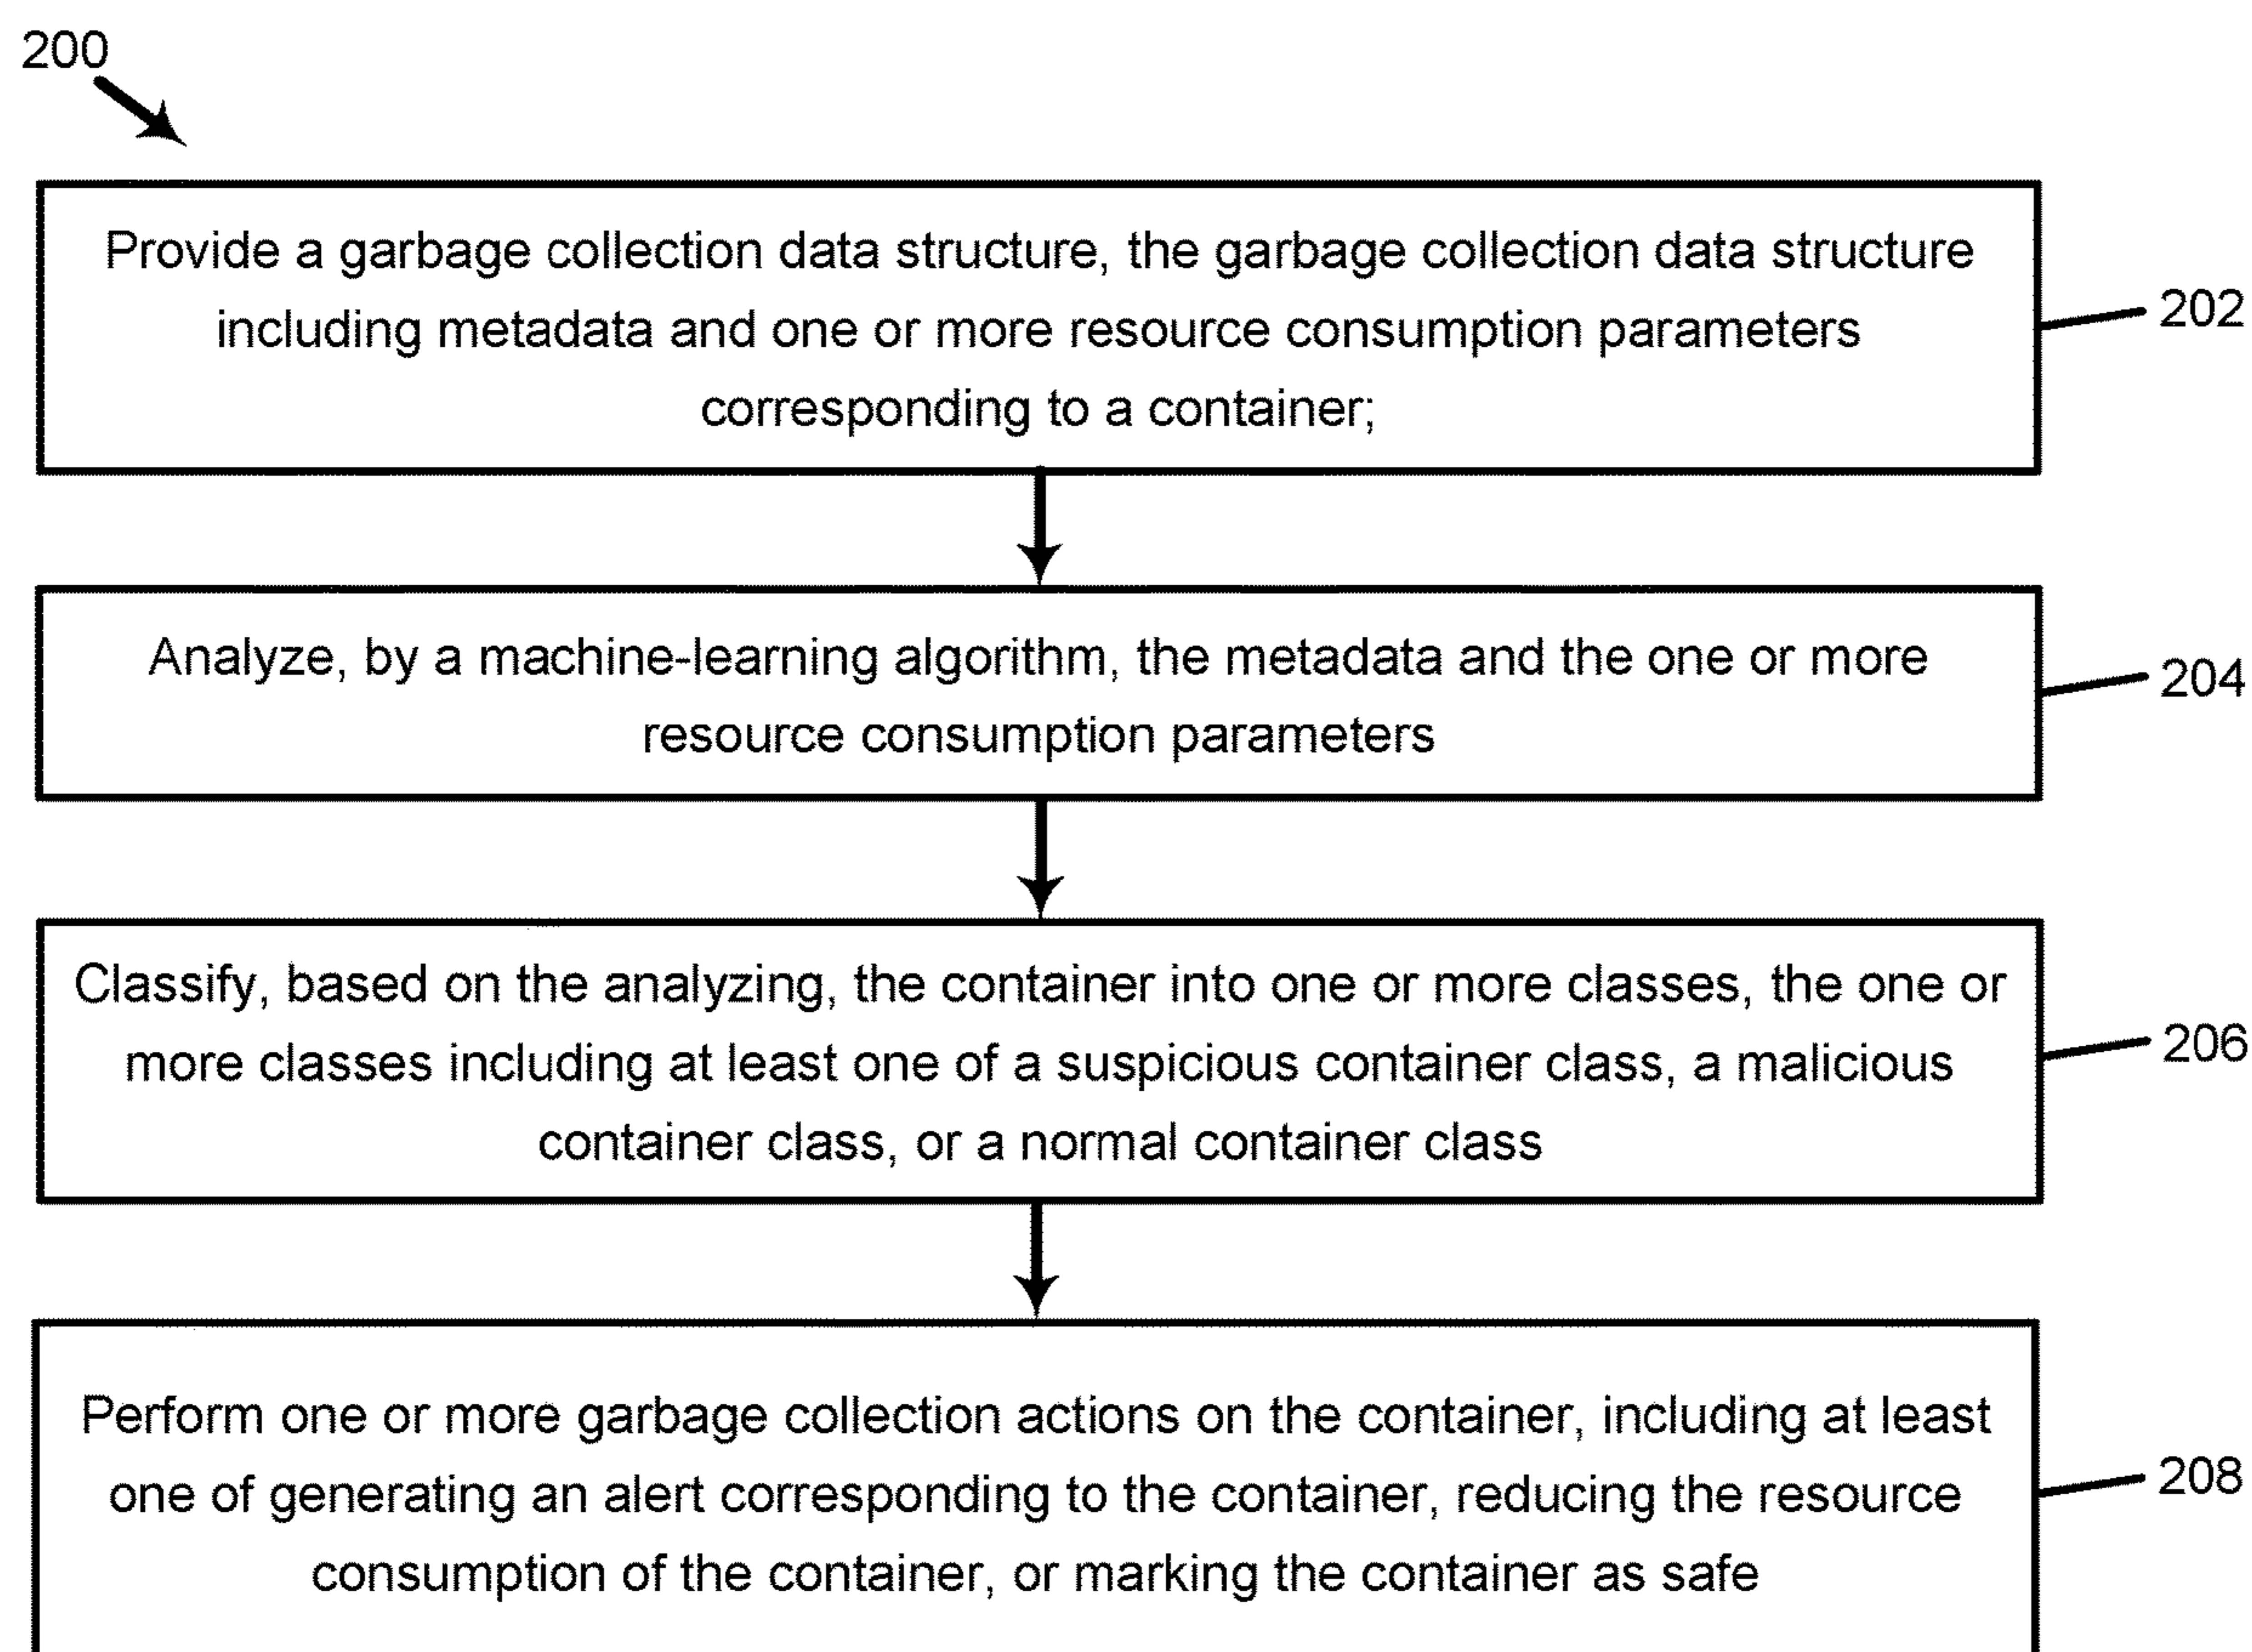 200
Provide a garbage collection data structure, the garbage collection data structure
including metadata and one or more resource consumption parameters
corresponding to a container;
202
Analyze, by a machine-learning algorithm, the metadata and the one or more
resource consumption parameters
204
Classify, based on the analyzing, the container into one or more classes, the one or
more classes including at least one of a suspicious container class, a malicious
container class, or a normal container class
206
Perform one or more garbage collection actions on the container, including at least
one of generating an alert corresponding to the container, reducing the resource
consumption of the container, or marking the container as safe
208